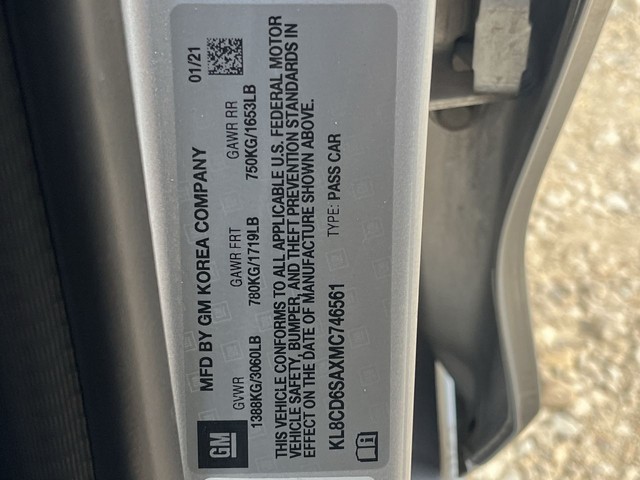 GM
MFD BY GM KOREA COMPANY
01/21
GVWR GAWR FRT GAWR RR
1388KG/3060LB 780KG/1719LB 750KG/1653LB
THIS VEHICLE CONFORMS TO ALL APPLICABLE U.S. FEDERAL MOTOR
VEHICLE SAFETY, BUMPER, AND THEFT PREVENTION STANDARDS IN
EFFECT ON THE DATE OF MANUFACTURE SHOWN ABOVE.
KL8CD6SAXMC746561 TYPE: PASS CAR